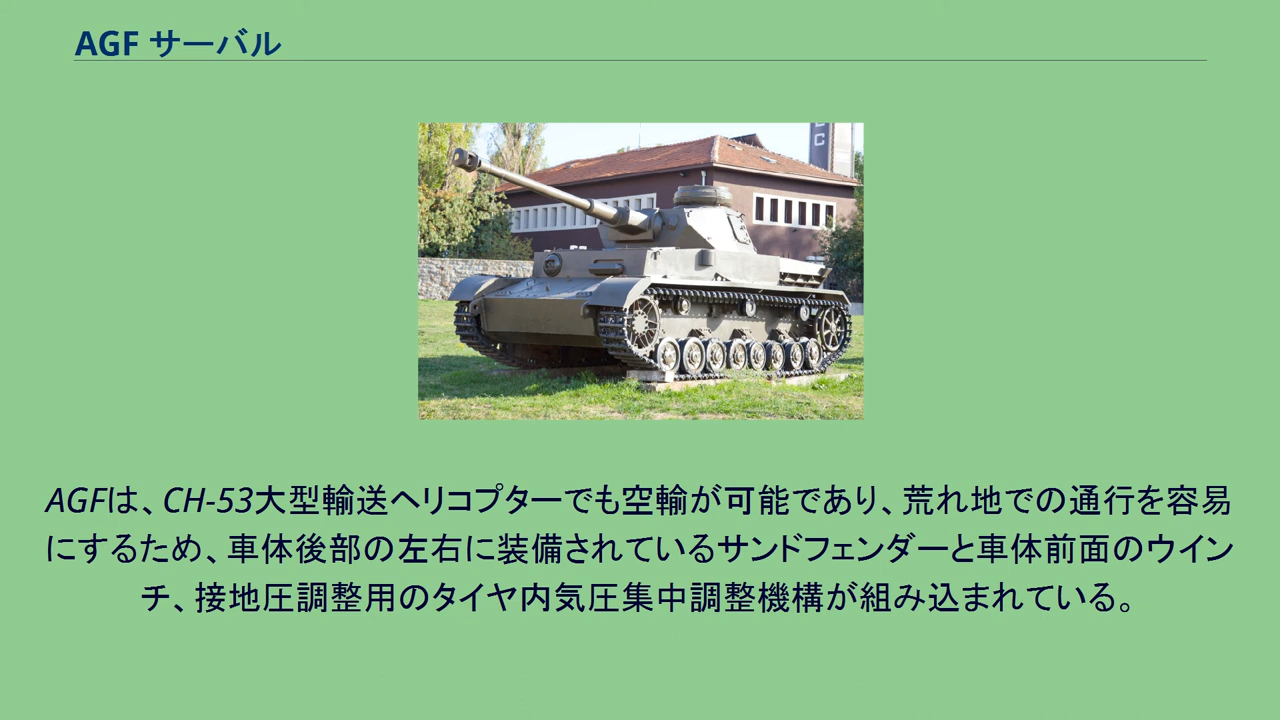 AGF サーバル
L
C
AGFは、CH-53大型輸送ヘリコプターでも空輸が可能であり、荒れ地での通行を容易
にするため、車体後部の左右に装備されているサンドフェンダーと車体前面のウイン
チ、接地圧調整用のタイヤ内気圧集中調整機構が組み込まれている。